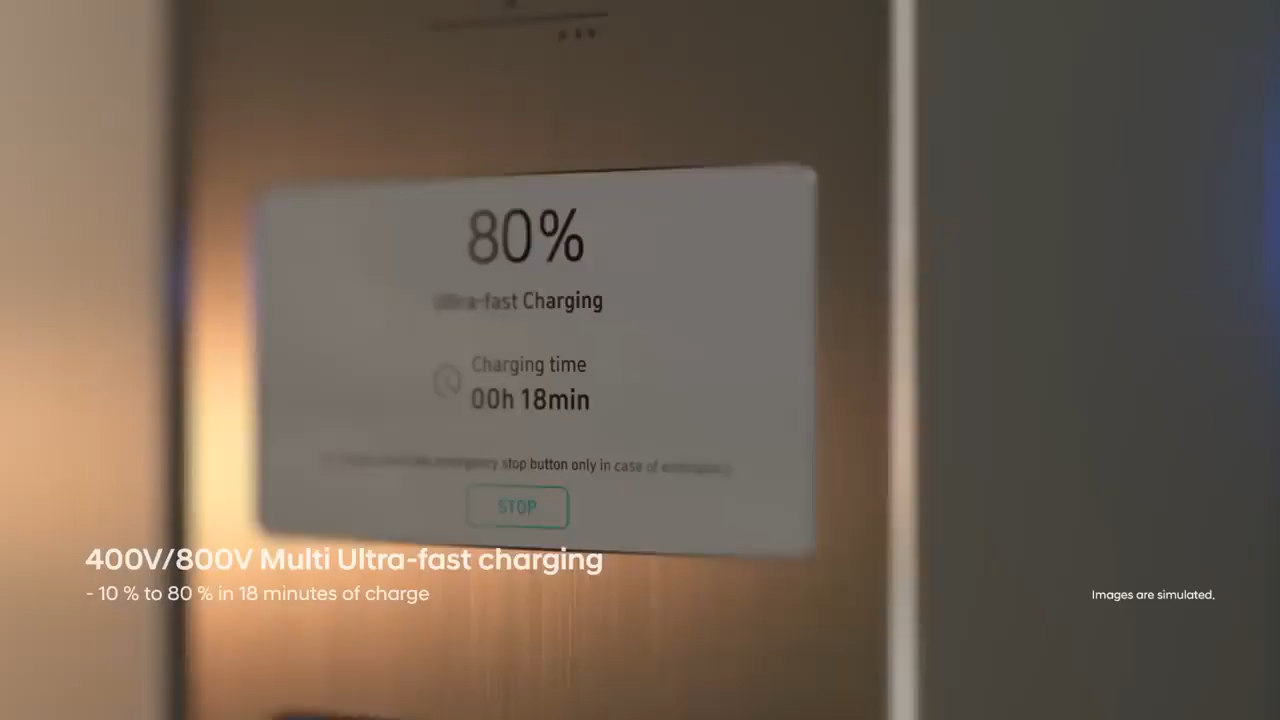 80%
Ultra-fast Charging
Charging time
00h 18min
emergency stop button only in case of emergency
STOP
400V/800V Multi Ultra-fast charging
- 10 % to 80 % in 18 minutes of charge
Images are simulated.